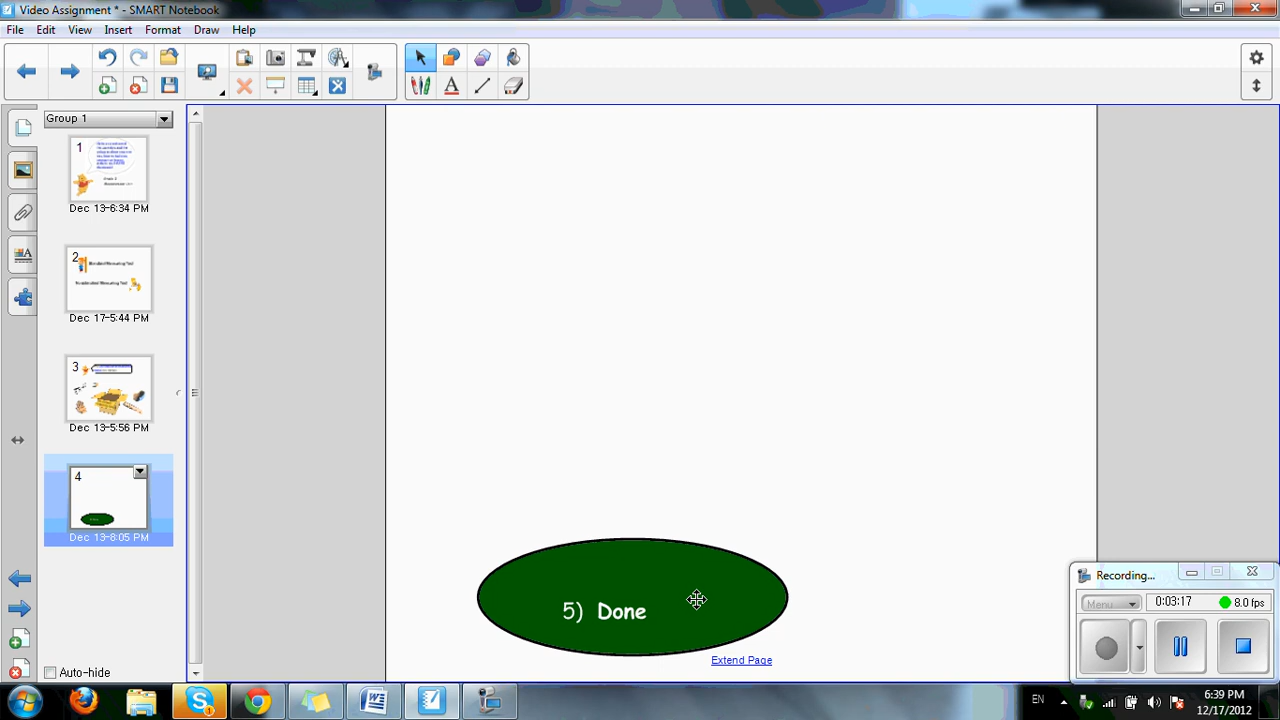 Video Assignment * - SMART Notebook
File Edit View Insert Format Draw Help
Group 1
1
Dec 13-6:34 PM
2
Dec 17-5:44 PM
3
Dec 13-5:56 PM
4
Dec 13-8:05 PM
5) Done
Extend Page
Recording...
Menu
0:03:17
8.0 fps
Auto-hide
EN
6:39 PM
12/17/2012